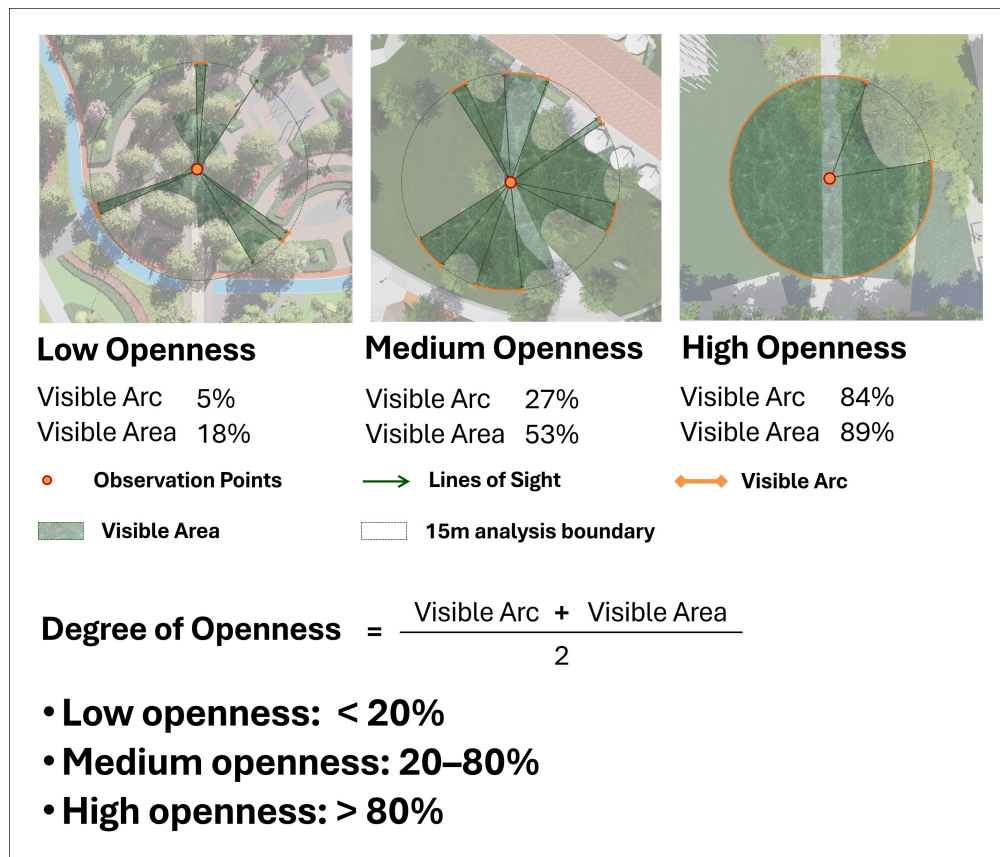 Low Openness
Visible Arc 5%
Visible Area 18%
Medium Openness
Visible Arc 27%
Visible Area 53%
High Openness
Visible Arc 84%
Visible Area 89%
Observation Points
Lines of Sight
Visible Arc
Visible Area
15m analysis boundary
Degree of Openness = Visible Arc + Visible Area
2
• Low openness: < 20%
• Medium openness: 20–80%
• High openness: > 80%